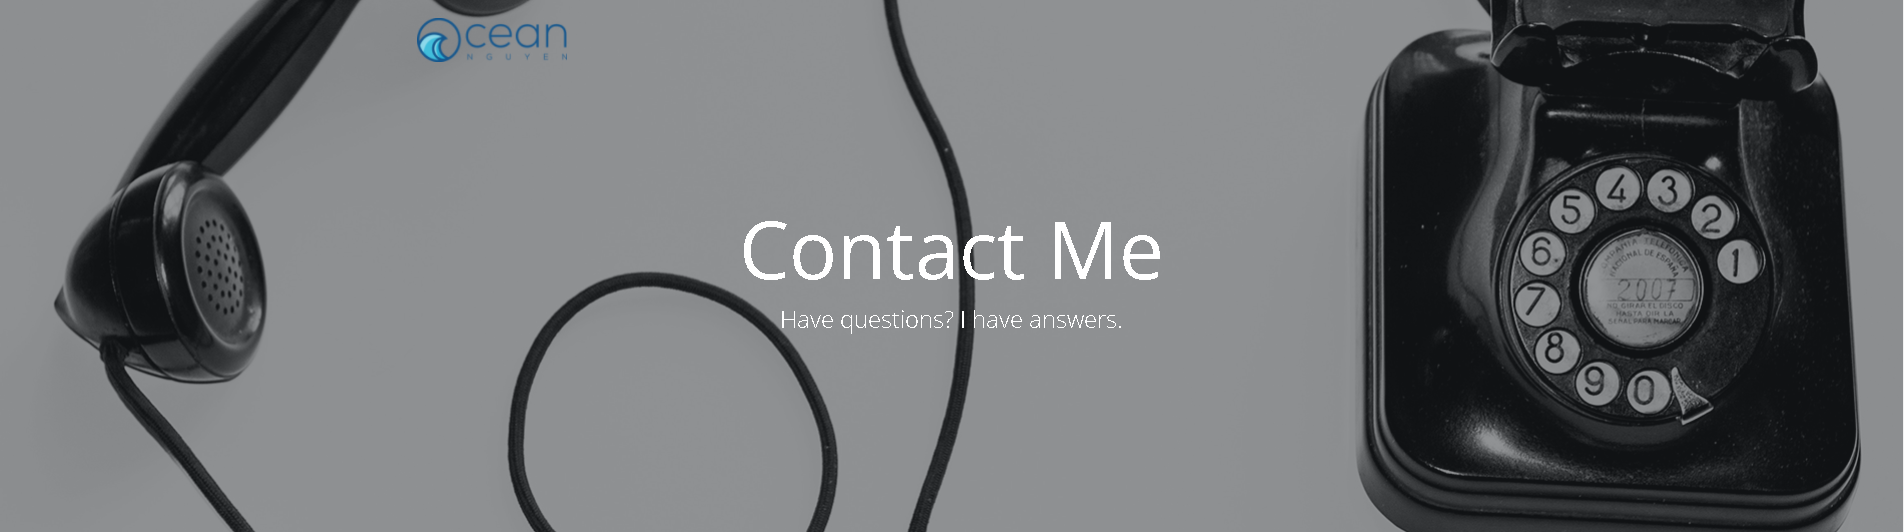 Ocean
NGUYEN
Contact Me
Have questions? I have answers.
4
3
5
2
6
1
7
8
9
0
COMPAÑIA TELEFONICA
NACIONAL DE ESPAÑA
2007
NO GIRAR EL DISCO
HASTA OIR LA
SEÑAL PARA MARCAR